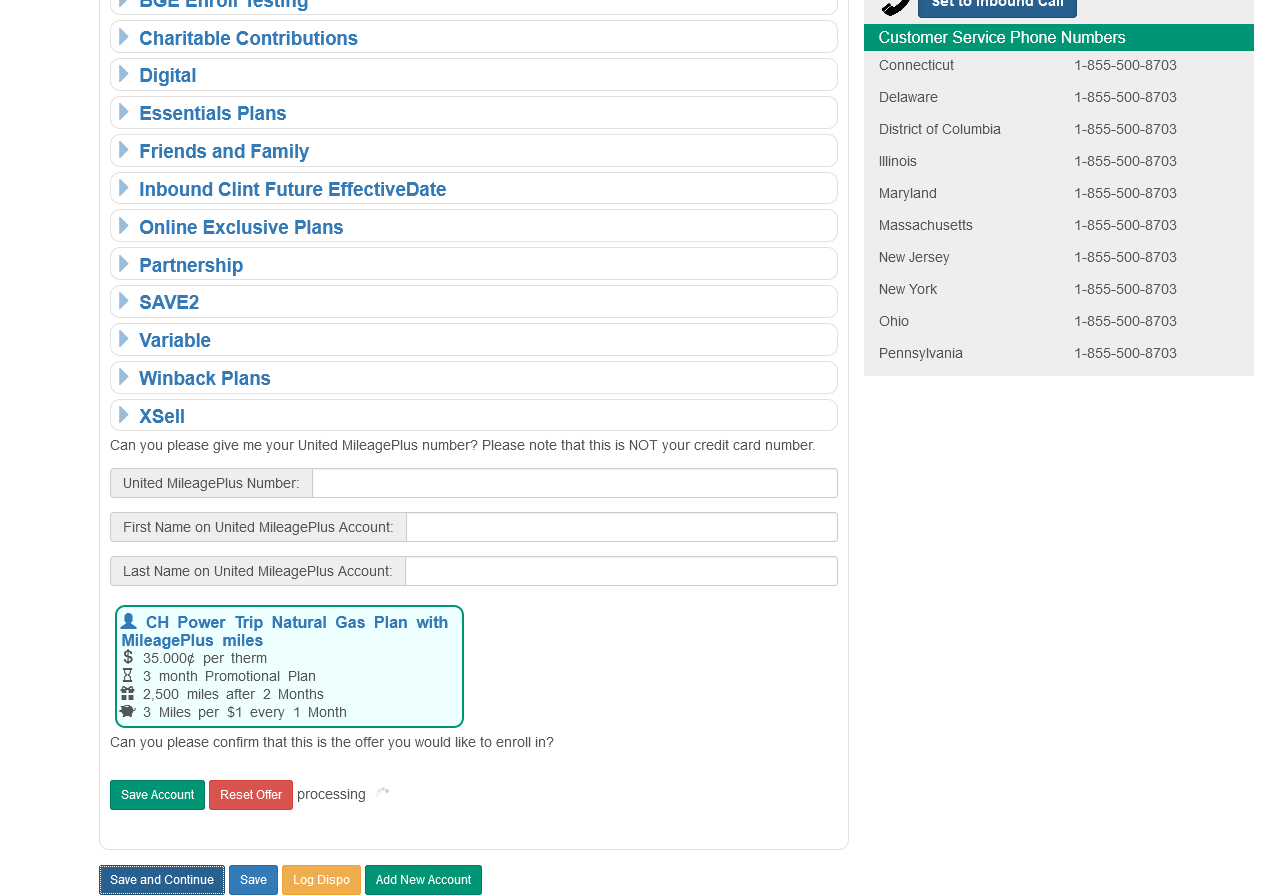 BGE Enroll Testing
Charitable Contributions
Digital
Essentials Plans
Friends and Family
Inbound Clint Future EffectiveDate
Online Exclusive Plans
Partnership
SAVE2
Variable
Winback Plans
XSell
Can you please give me your United MileagePlus number? Please note that this is NOT your credit card number.
United MileagePlus Number:
First Name on United MileagePlus Account:
Last Name on United MileagePlus Account:
CH Power Trip Natural Gas Plan with
MileagePlus miles
35.000¢ per therm
3 month Promotional Plan
2,500 miles after 2 Months
3 Miles per $1 every 1 Month
Can you please confirm that this is the offer you would like to enroll in?
Save Account Reset Offer processing
Save and Continue Save Log Dispo Add New Account
Set to Inbound Call
Customer Service Phone Numbers
Connecticut 1-855-500-8703
Delaware 1-855-500-8703
District of Columbia 1-855-500-8703
Illinois 1-855-500-8703
Maryland 1-855-500-8703
Massachusetts 1-855-500-8703
New Jersey 1-855-500-8703
New York 1-855-500-8703
Ohio 1-855-500-8703
Pennsylvania 1-855-500-8703